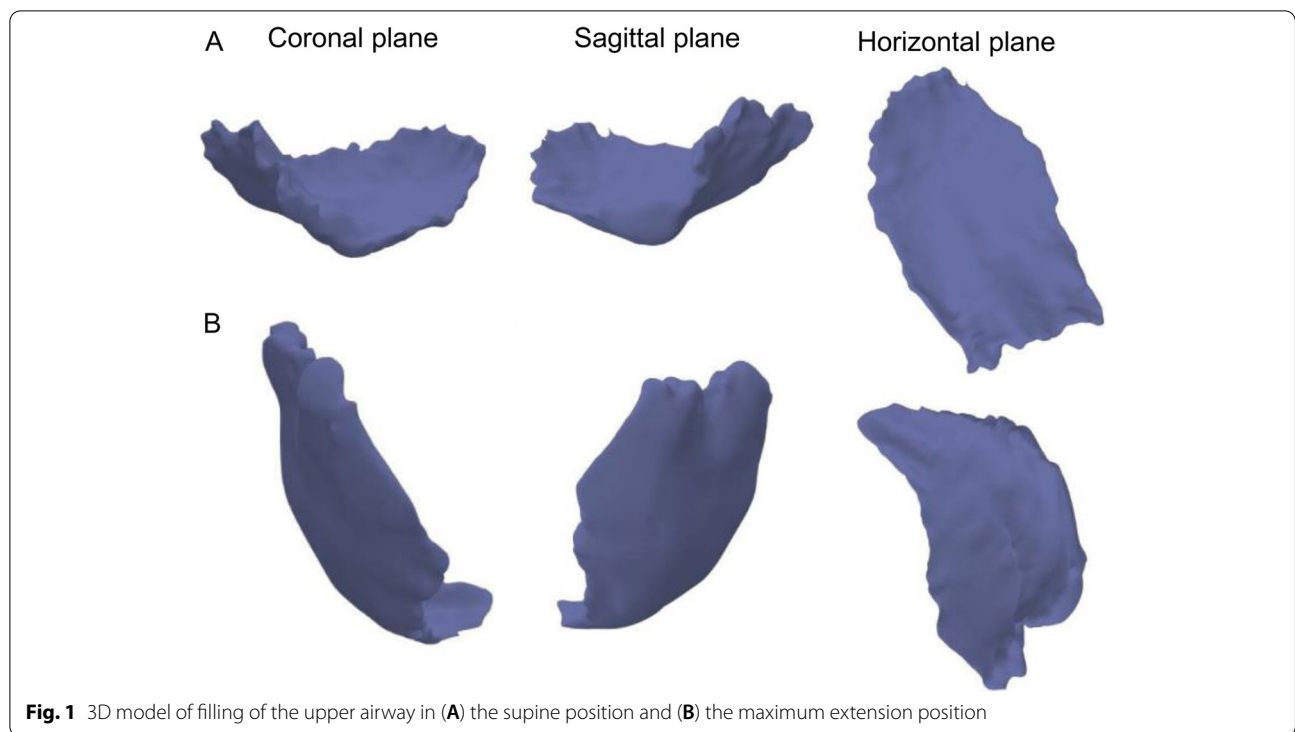 A Coronal plane Sagittal plane Horizontal plane
B
Fig. 1 3D model of filling of the upper airway in (A) the supine position and (B) the maximum extension position